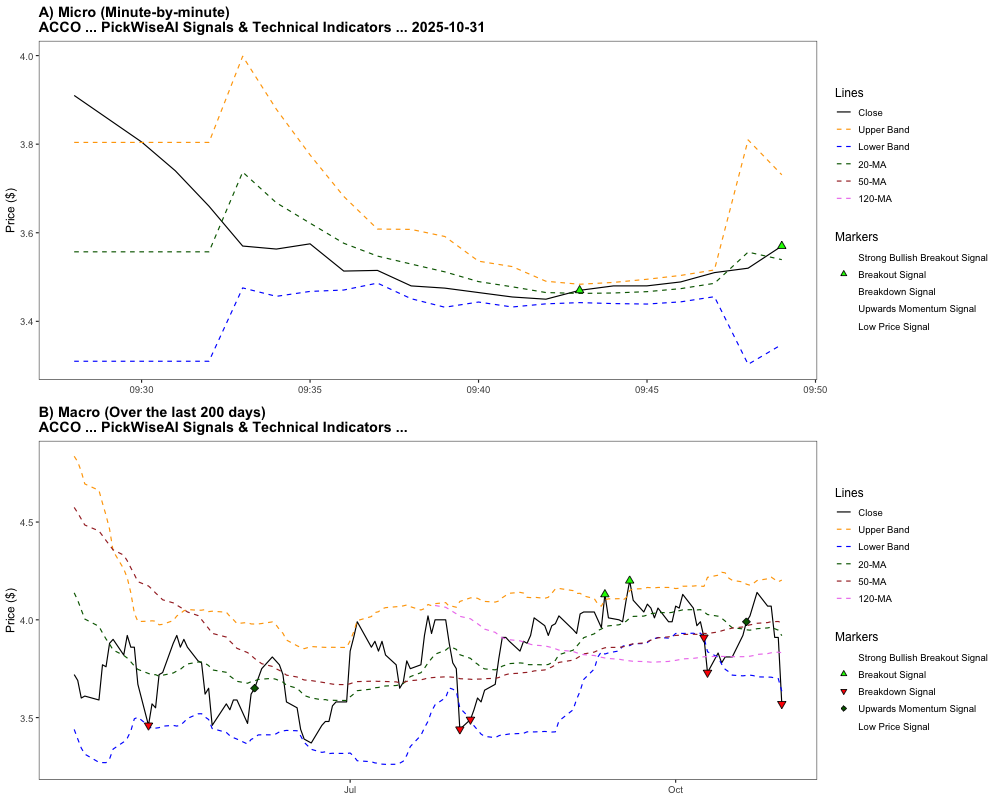 A) Micro (Minute-by-minute)
ACCO ... PickWiseAI Signals & Technical Indicators ... 2025-10-31
Price ($)
4.0
3.8
3.6
3.4
09:30
09:35
09:40
09:45
09:50
Lines
Close
Upper Band
Lower Band
20-MA
50-MA
120-MA
Markers
Strong Bullish Breakout Signal
Breakout Signal
Breakdown Signal
Upwards Momentum Signal
Low Price Signal
B) Macro (Over the last 200 days)
ACCO ... PickWiseAI Signals & Technical Indicators ...
Price ($)
4.5
4.0
3.5
Jul
Oct
Lines
Close
Upper Band
Lower Band
20-MA
50-MA
120-MA
Markers
Strong Bullish Breakout Signal
Breakout Signal
Breakdown Signal
Upwards Momentum Signal
Low Price Signal